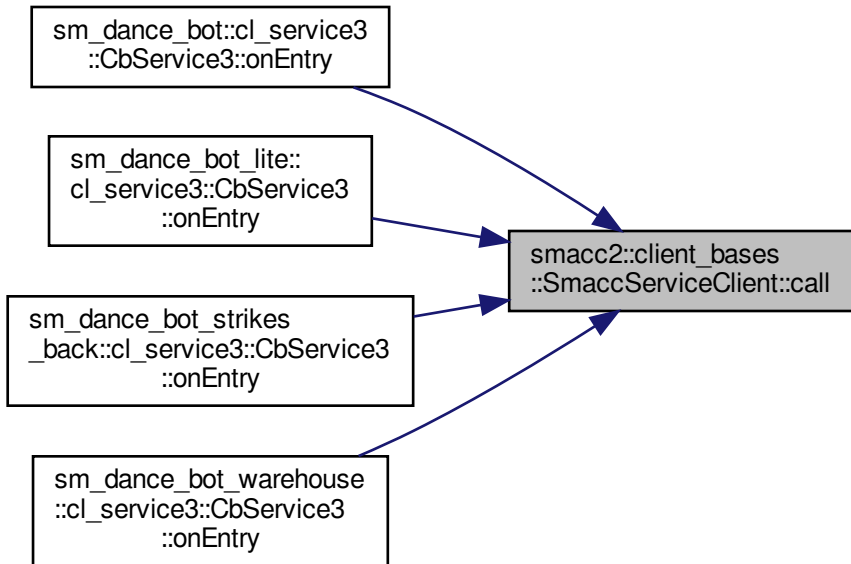 sm_dance_bot::cl_service3
::CbService3::onEntry
sm_dance_bot_lite::
cl_service3::CbService3
::onEntry
smacc2::client_bases
::SmaccServiceClient::call
sm_dance_bot_strikes
_back::cl_service3::CbService3
::onEntry
sm_dance_bot_warehouse
::cl_service3::CbService3
::onEntry